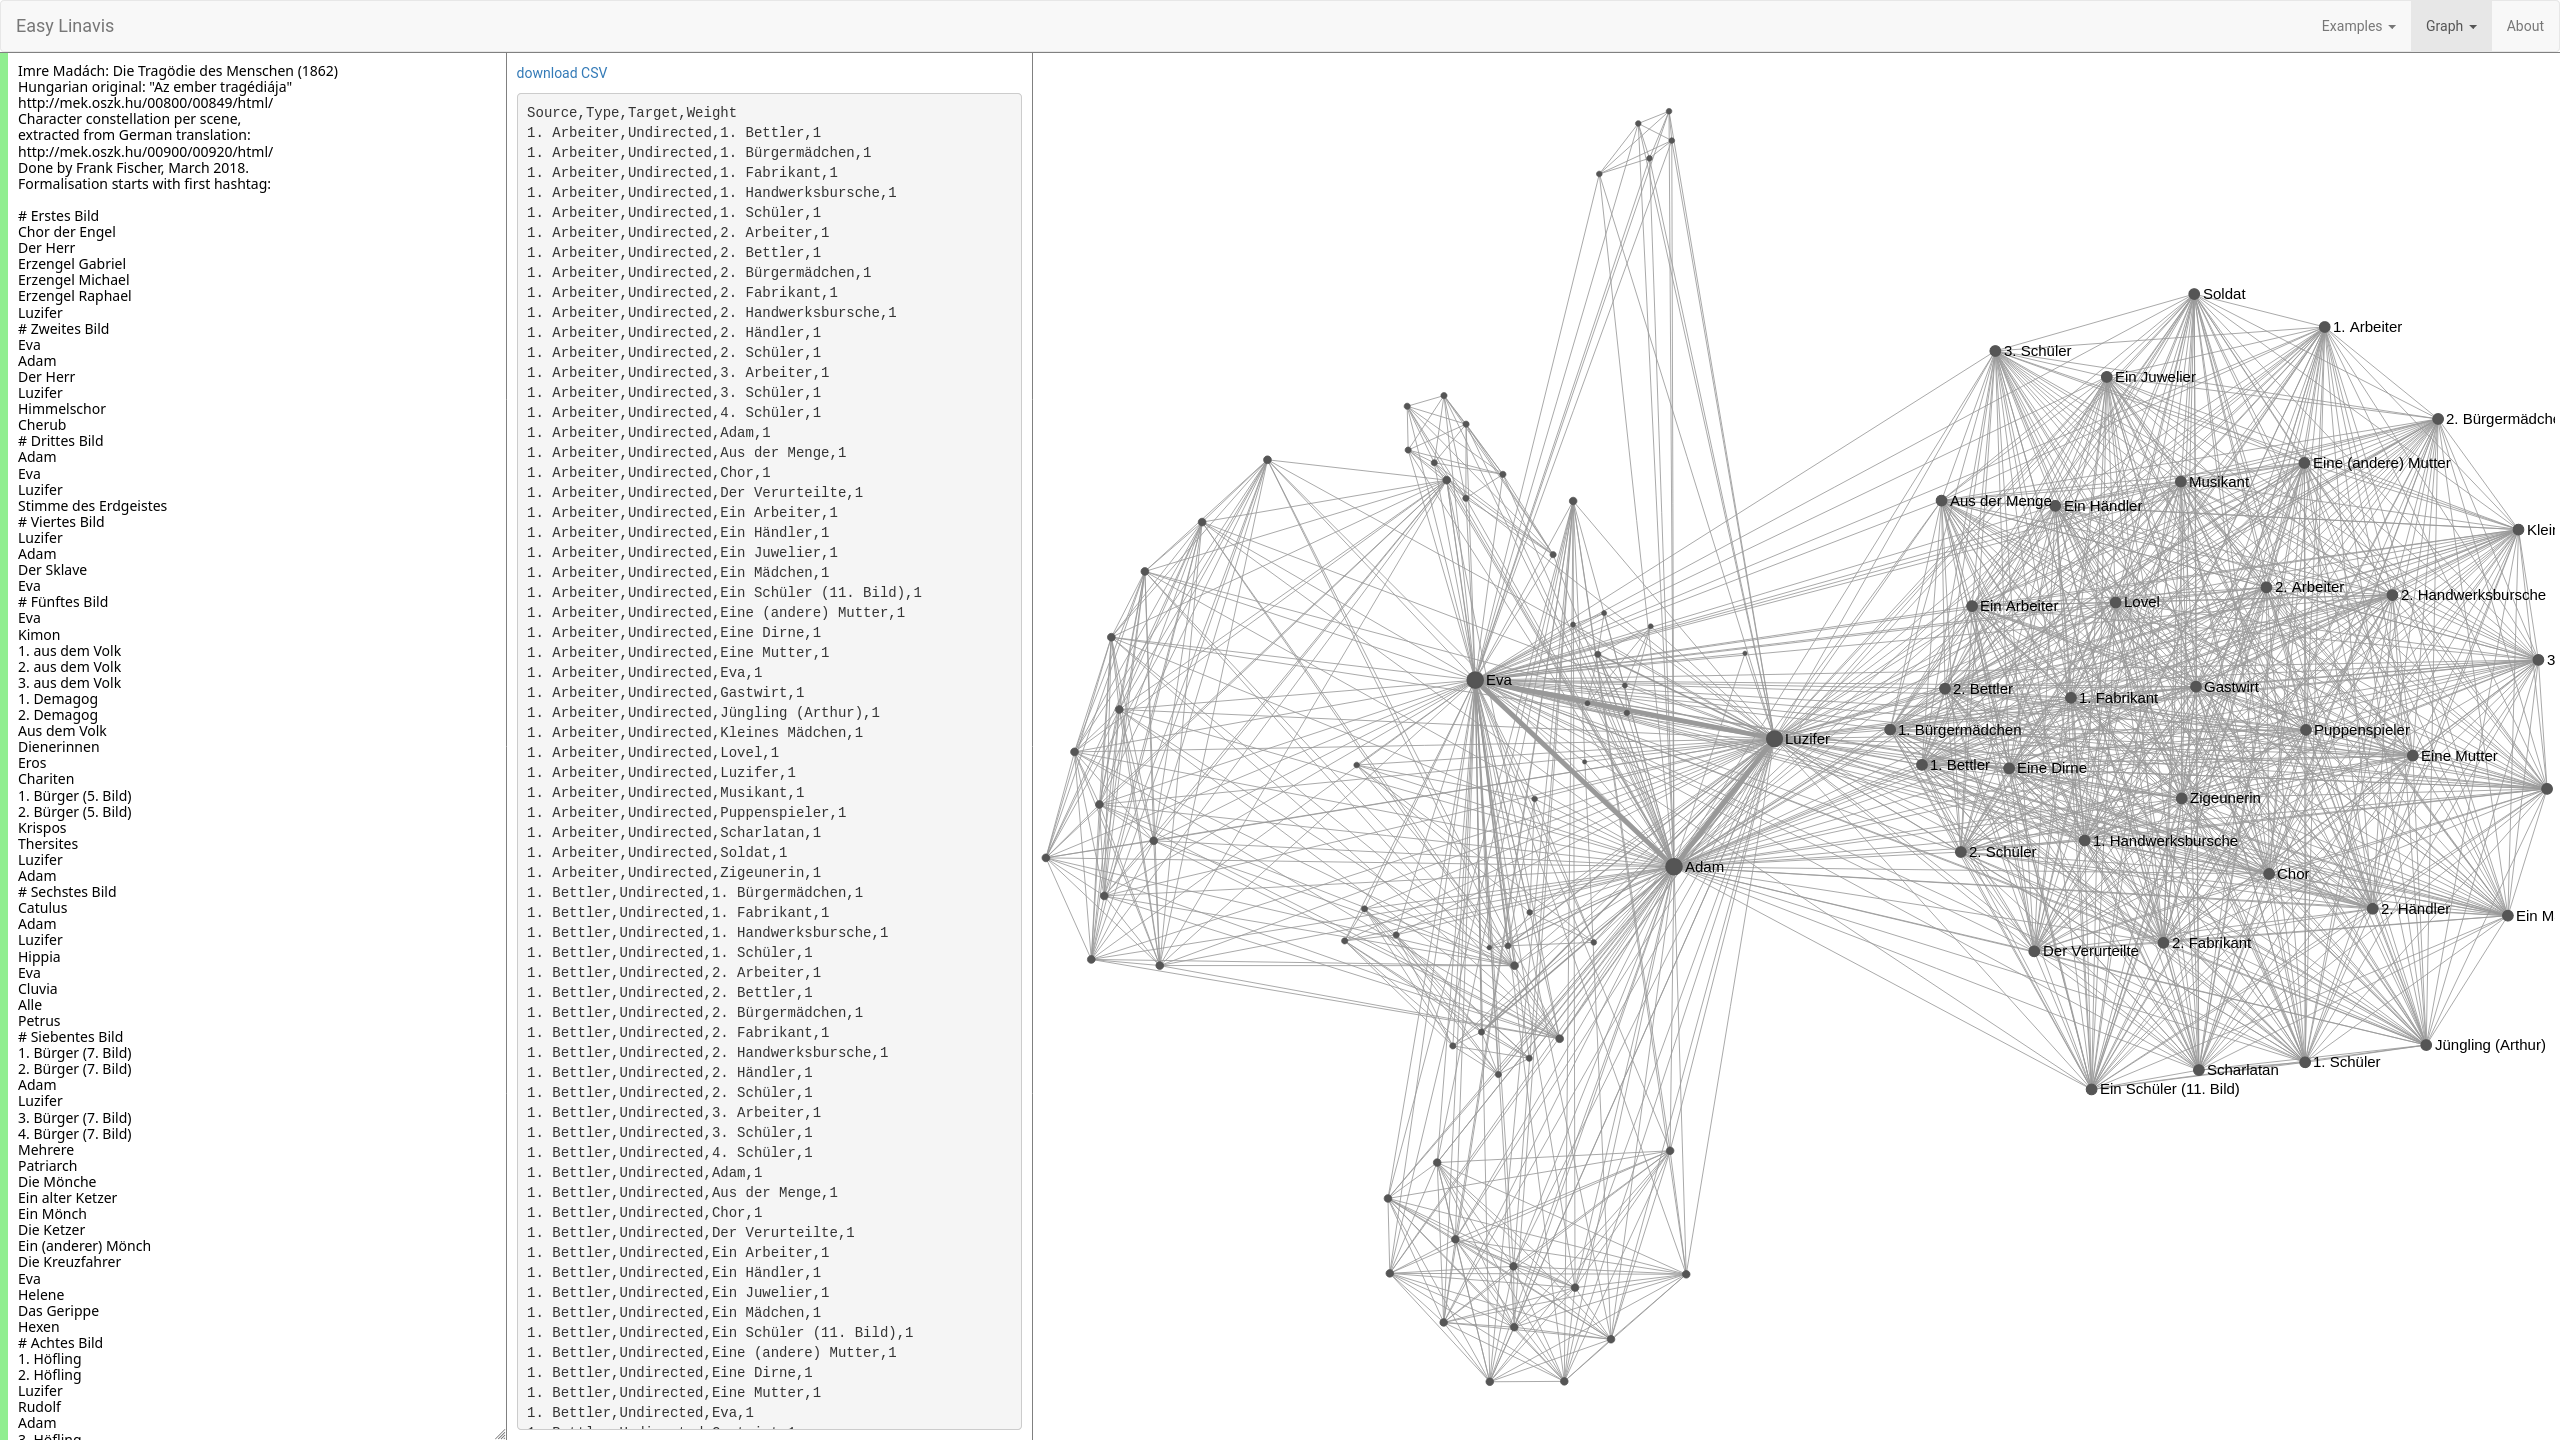 Easy Linavis
Examples
Graph
About
Imre Madách: Die Tragödie des Menschen (1862)
Hungarian original: "Az ember tragédiája"
http://mek.oszk.hu/00800/00849/html/
Character constellation per scene,
extracted from German translation:
http://mek.oszk.hu/00900/00920/html/
Done by Frank Fischer, March 2018.
Formalisation starts with first hashtag:
# Erstes Bild
Chor der Engel
Der Herr
Erzengel Gabriel
Erzengel Michael
Erzengel Raphael
Luzifer
# Zweites Bild
Eva
Adam
Der Herr
Luzifer
Himmelschor
Cherub
# Drittes Bild
Adam
Eva
Luzifer
Stimme des Erdgeistes
# Viertes Bild
Luzifer
Adam
Der Sklave
Eva
# Fünftes Bild
Eva
Kimon
1. aus dem Volk
2. aus dem Volk
3. aus dem Volk
1. Demagog
2. Demagog
Aus dem Volk
Dienerinnen
Eros
Chariten
1. Bürger (5. Bild)
2. Bürger (5. Bild)
Krispos
Thersites
Luzifer
Adam
# Sechstes Bild
Catulus
Adam
Luzifer
Hippia
Eva
Cluvia
Alle
Petrus
# Siebentes Bild
1. Bürger (7. Bild)
2. Bürger (7. Bild)
Adam
Luzifer
3. Bürger (7. Bild)
4. Bürger (7. Bild)
Mehrere
Patriarch
Die Mönche
Ein alter Ketzer
Ein Mönch
Die Ketzer
Ein (anderer) Mönch
Die Kreuzfahrer
Eva
Helene
Das Gerippe
Hexen
# Achtes Bild
1. Höfling
2. Höfling
Luzifer
Rudolf
Adam
3. Höfling
download CSV
Source,Type,Target,Weight
1. Arbeiter,Undirected,1. Bettler,1
1. Arbeiter,Undirected,1. Bürgermädchen,1
1. Arbeiter,Undirected,1. Fabrikant,1
1. Arbeiter,Undirected,1. Handwerksbursche,1
1. Arbeiter,Undirected,1. Schüler,1
1. Arbeiter,Undirected,2. Arbeiter,1
1. Arbeiter,Undirected,2. Bettler,1
1. Arbeiter,Undirected,2. Bürgermädchen,1
1. Arbeiter,Undirected,2. Fabrikant,1
1. Arbeiter,Undirected,2. Handwerksbursche,1
1. Arbeiter,Undirected,2. Händler,1
1. Arbeiter,Undirected,2. Schüler,1
1. Arbeiter,Undirected,3. Arbeiter,1
1. Arbeiter,Undirected,3. Schüler,1
1. Arbeiter,Undirected,4. Schüler,1
1. Arbeiter,Undirected,Adam,1
1. Arbeiter,Undirected,Aus der Menge,1
1. Arbeiter,Undirected,Chor,1
1. Arbeiter,Undirected,Der Verurteilte,1
1. Arbeiter,Undirected,Ein Arbeiter,1
1. Arbeiter,Undirected,Ein Händler,1
1. Arbeiter,Undirected,Ein Juwelier,1
1. Arbeiter,Undirected,Ein Mädchen,1
1. Arbeiter,Undirected,Ein Schüler (11. Bild),1
1. Arbeiter,Undirected,Eine (andere) Mutter,1
1. Arbeiter,Undirected,Eine Dirne,1
1. Arbeiter,Undirected,Eine Mutter,1
1. Arbeiter,Undirected,Eva,1
1. Arbeiter,Undirected,Gastwirt,1
1. Arbeiter,Undirected,Jüngling (Arthur),1
1. Arbeiter,Undirected,Kleines Mädchen,1
1. Arbeiter,Undirected,Lovel,1
1. Arbeiter,Undirected,Luzifer,1
1. Arbeiter,Undirected,Musikant,1
1. Arbeiter,Undirected,Puppenspieler,1
1. Arbeiter,Undirected,Scharlatan,1
1. Arbeiter,Undirected,Soldat,1
1. Arbeiter,Undirected,Zigeunerin,1
1. Bettler,Undirected,1. Bürgermädchen,1
1. Bettler,Undirected,1. Fabrikant,1
1. Bettler,Undirected,1. Handwerksbursche,1
1. Bettler,Undirected,1. Schüler,1
1. Bettler,Undirected,2. Arbeiter,1
1. Bettler,Undirected,2. Bettler,1
1. Bettler,Undirected,2. Bürgermädchen,1
1. Bettler,Undirected,2. Fabrikant,1
1. Bettler,Undirected,2. Handwerksbursche,1
1. Bettler,Undirected,2. Händler,1
1. Bettler,Undirected,2. Schüler,1
1. Bettler,Undirected,3. Arbeiter,1
1. Bettler,Undirected,3. Schüler,1
1. Bettler,Undirected,4. Schüler,1
1. Bettler,Undirected,Adam,1
1. Bettler,Undirected,Aus der Menge,1
1. Bettler,Undirected,Chor,1
1. Bettler,Undirected,Der Verurteilte,1
1. Bettler,Undirected,Ein Arbeiter,1
1. Bettler,Undirected,Ein Händler,1
1. Bettler,Undirected,Ein Juwelier,1
1. Bettler,Undirected,Ein Mädchen,1
1. Bettler,Undirected,Ein Schüler (11. Bild),1
1. Bettler,Undirected,Eine (andere) Mutter,1
1. Bettler,Undirected,Eine Dirne,1
1. Bettler,Undirected,Eine Mutter,1
1. Bettler,Undirected,Eva,1
Soldat
1. Arbeiter
3. Schüler
Ein Juwelier
2. Bürgermädche
Eine (andere) Mutter
Musikant
Aus der Menge
Ein Händler
Klei
2. Arbeiter
2. Handwerksbursche
Ein Arbeiter
Lovel
3
Eva
2. Bettler
1. Fabrikant
Gastwirt
1. Bürgermädchen
Puppenspieler
Luzifer
Eine Mutter
1. Bettler
Eine Dirne
Zigeunerin
1. Handwerksbursche
2. Schüler
Adam
Chor
2. Händler
Ein M
2. Fabrikant
Der Verurteilte
Jüngling (Arthur)
1. Schüler
Scharlatan
Ein Schüler (11. Bild)